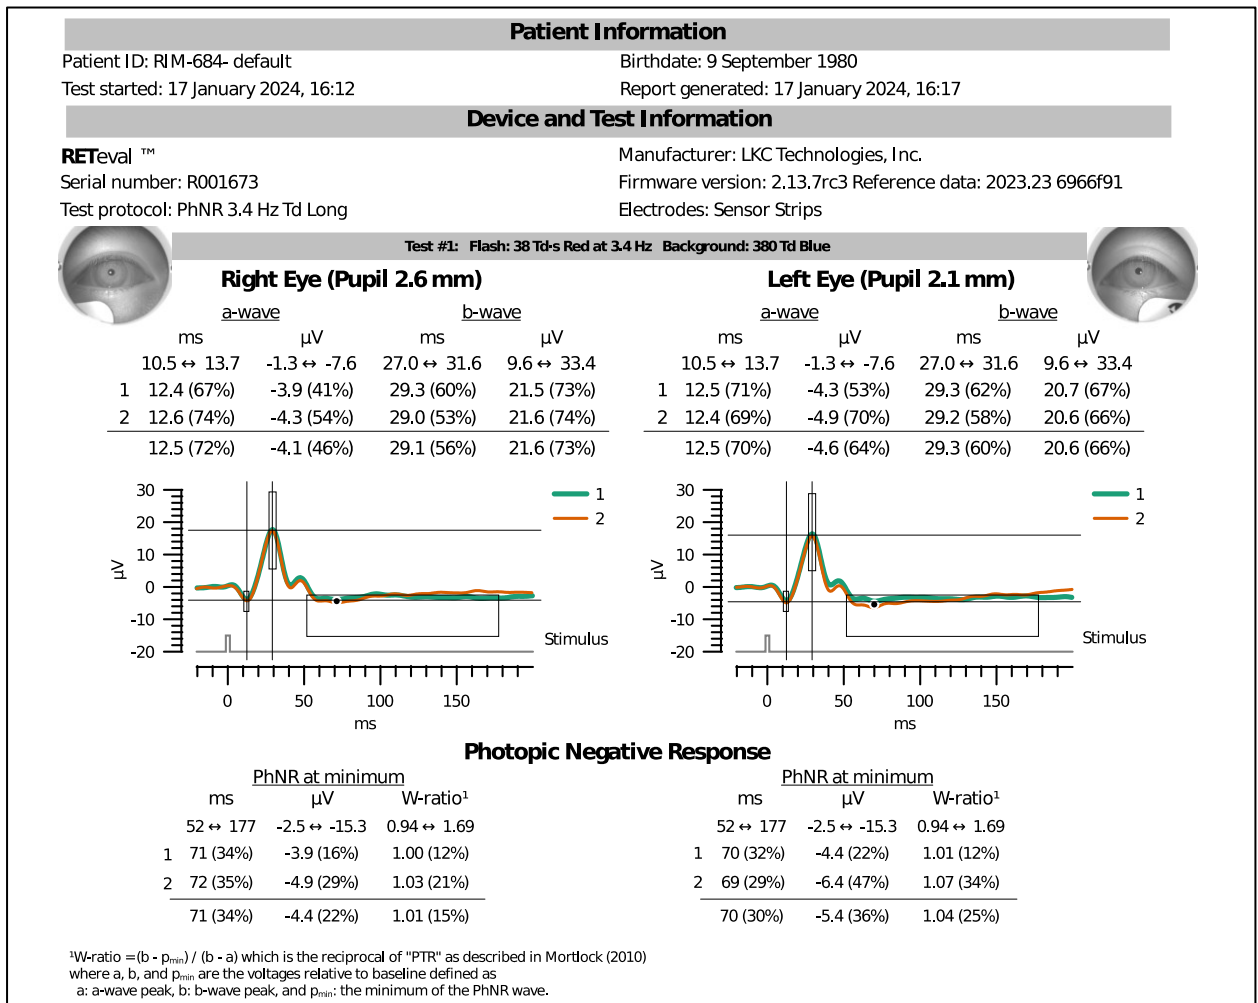 Patient Information
Patient ID: RIM-684- default
Birthdate: 9 September 1980
Test started: 17 January 2024, 16:12
Report generated: 17 January 2024, 16:17
Device and Test Information
RETeval ™
Manufacturer: LKC Technologies, Inc.
Serial number: R001673
Firmware version: 2.13.7rc3 Reference data: 2023.23 6966f91
Test protocol: PhNR 3.4 Hz Td Long
Electrodes: Sensor Strips
Test #1: Flash: 38 Td·s Red at 3.4 Hz Background: 380 Td Blue
Right Eye (Pupil 2.6 mm)
a-wave b-wave
ms µV ms µV
10.5 ↔ 13.7 -1.3 ↔ -7.6 27.0 ↔ 31.6 9.6 ↔ 33.4
1 12.4 (67%) -3.9 (41%) 29.3 (60%) 21.5 (73%)
2 12.6 (74%) -4.3 (54%) 29.0 (53%) 21.6 (74%)
12.5 (72%) -4.1 (46%) 29.1 (56%) 21.6 (73%)
Left Eye (Pupil 2.1 mm)
a-wave b-wave
ms µV ms µV
10.5 ↔ 13.7 -1.3 ↔ -7.6 27.0 ↔ 31.6 9.6 ↔ 33.4
1 12.5 (71%) -4.3 (53%) 29.3 (62%) 20.7 (67%)
2 12.4 (69%) -4.9 (70%) 29.2 (58%) 20.6 (66%)
12.5 (70%) -4.6 (64%) 29.3 (60%) 20.6 (66%)
30
20
10
0
-10
-20
µV
1
2
Stimulus
0 50 100 150
ms
30
20
10
0
-10
-20
µV
1
2
Stimulus
0 50 100 150
ms
Photopic Negative Response
PhNR at minimum
ms µV W-ratio¹
52 ↔ 177 -2.5 ↔ -15.3 0.94 ↔ 1.69
1 71 (34%) -3.9 (16%) 1.00 (12%)
2 72 (35%) -4.9 (29%) 1.03 (21%)
71 (34%) -4.4 (22%) 1.01 (15%)
PhNR at minimum
ms µV W-ratio¹
52 ↔ 177 -2.5 ↔ -15.3 0.94 ↔ 1.69
1 70 (32%) -4.4 (22%) 1.01 (12%)
2 69 (29%) -6.4 (47%) 1.07 (34%)
70 (30%) -5.4 (36%) 1.04 (25%)
¹W-ratio = (b - pmin) / (b - a) which is the reciprocal of "PTR" as described in Mortlock (2010)
where a, b, and pmin are the voltages relative to baseline defined as
a: a-wave peak, b: b-wave peak, and pmin: the minimum of the PhNR wave.